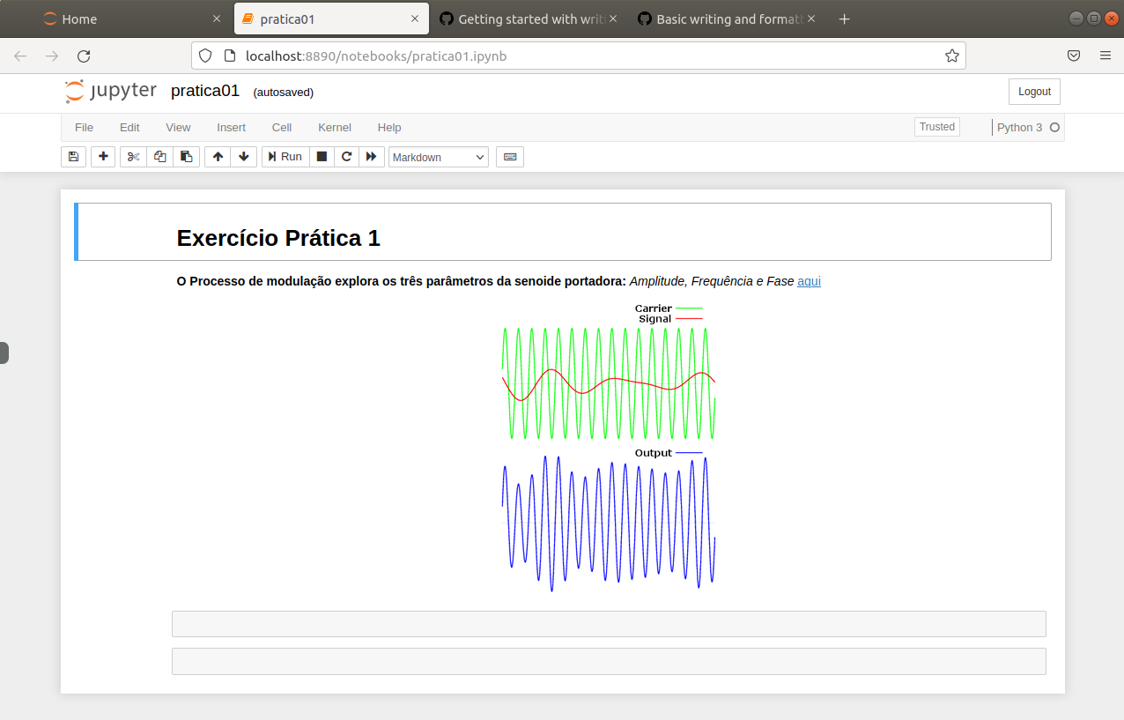 Home
pratica01
Getting started with writi
Basic writing and formatt
localhost:8890/notebooks/pratica01.ipynb
jupyter pratica01 (autosaved)
Logout
File Edit View Insert Cell Kernel Help
Trusted
Python 3
Run
Markdown
Exercício Prática 1
O Processo de modulação explora os três parâmetros da senoide portadora: Amplitude, Frequência e Fase aqui
Carrier
Signal
Output